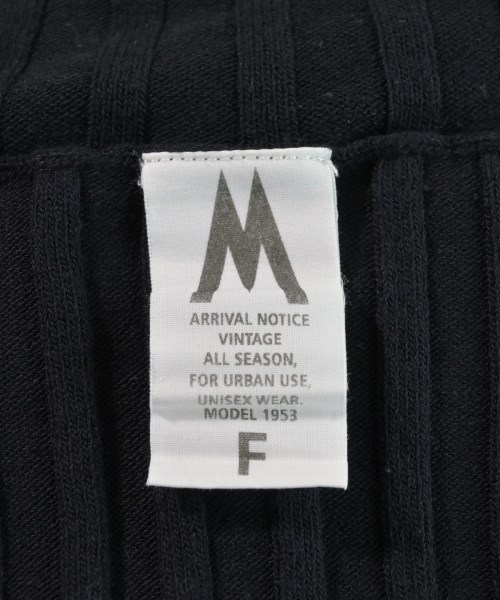 M
ARRIVAL NOTICE
VINTAGE
ALL SEASON,
FOR URBAN USE,
UNISEX WEAR.
MODEL 1953
F